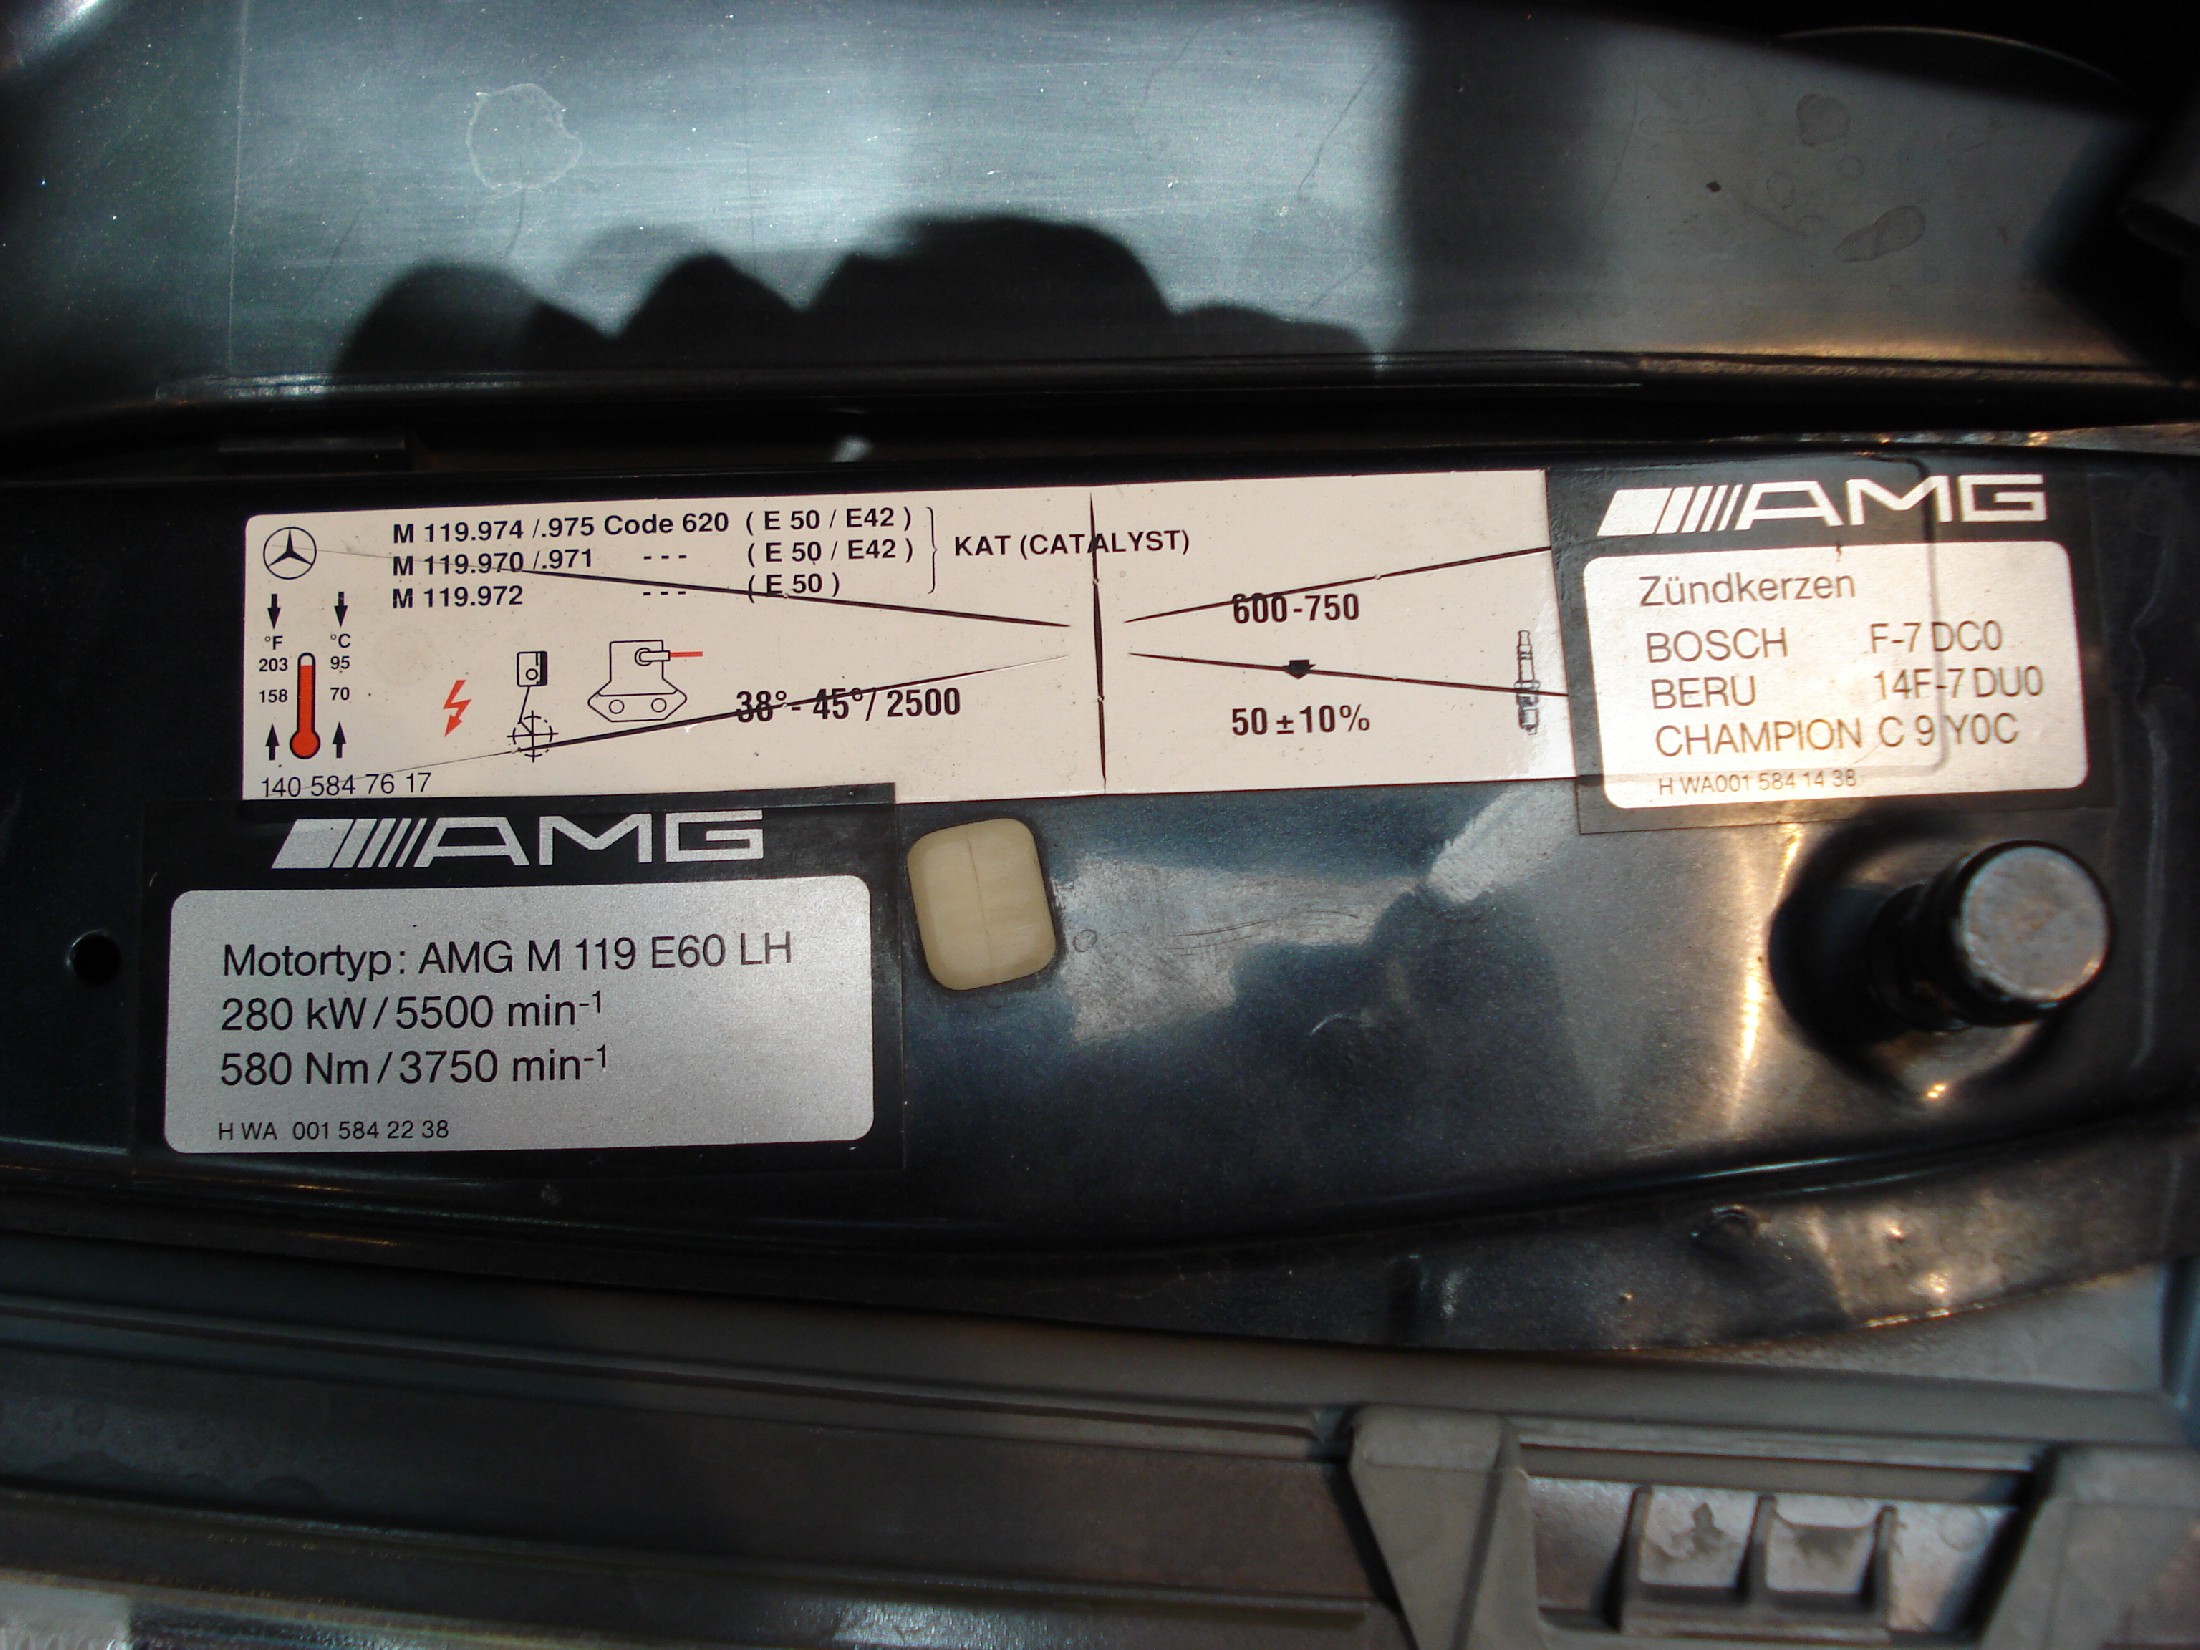 M 119.974 /.975 Code 620 ( E 50 / E42 )
M 119.970 /.971 --- ( E 50 / E42 )
M 119.972 --- ( E 50 )
KAT (CATALYST)
°F °C
203 95
158 70
38°- 45°/ 2500
600-750
50 ± 10%
140 584 76 17
AMG
Zündkerzen
BOSCH F-7 DC0
BERU 14F-7 DU0
CHAMPION C 9 Y0C
H WA001 584 14 38
AMG
Motortyp: AMG M 119 E60 LH
280 kW / 5500 min-1
580 Nm / 3750 min-1
H WA 001 584 22 38